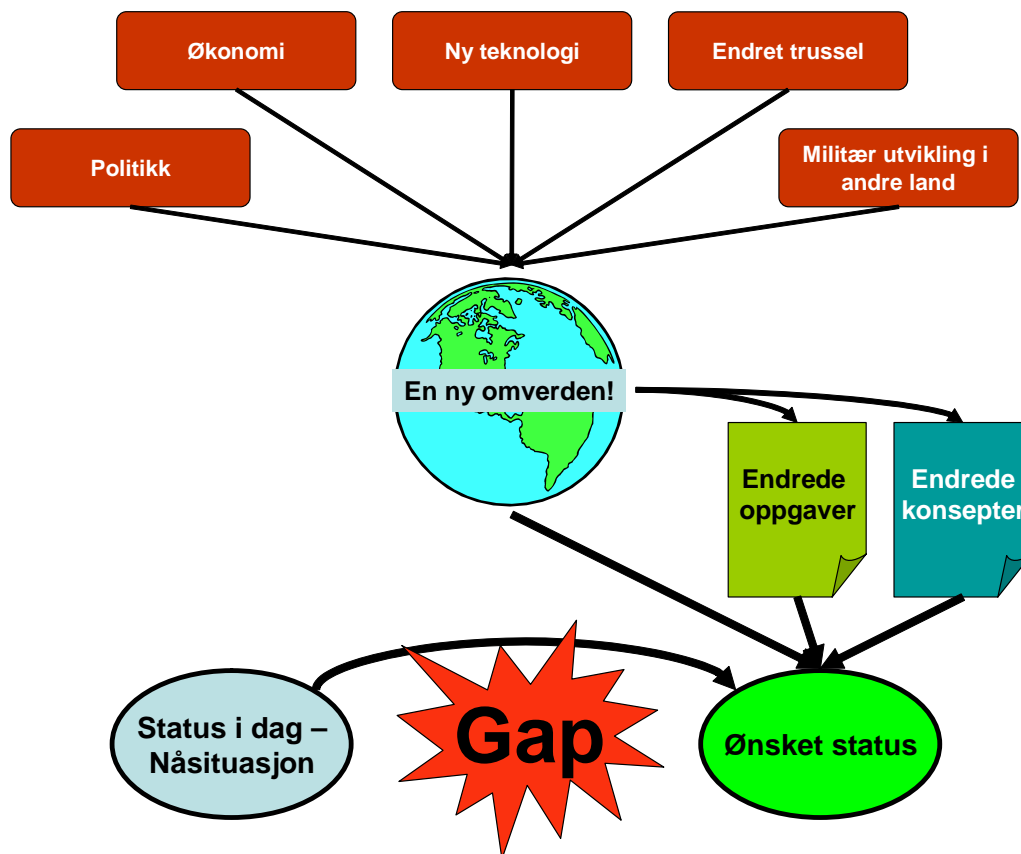 Økonomi
Ny teknologi
Endret trussel
Politikk
Militær utvikling i
andre land
En ny omverden!
Endrede
oppgaver
Endrede
konsepter
Gap
Status i dag –
Nåsituasjon
Ønsket status